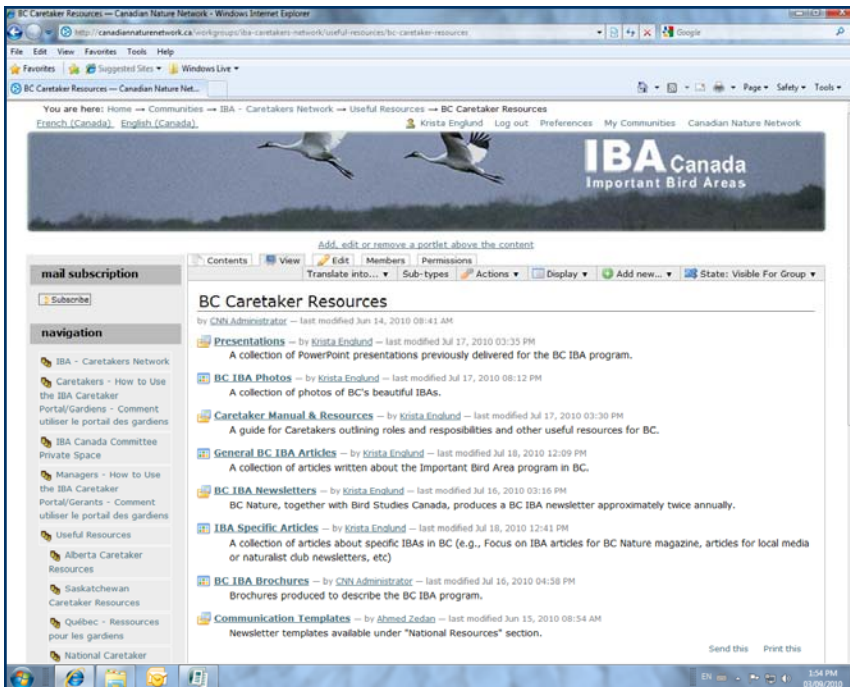 BC Caretaker Resources — Canadian Nature Network - Windows Internet Explorer
http://canadiannaturenetwork.ca/workgroups/iba-caretakers-network/useful-resources/bc-caretaker-resources
Google
File Edit View Favorites Tools Help
Favorites Suggested Sites Windows Live
BC Caretaker Resources — Canadian Nature Net...
Page Safety Tools
You are here: Home → Communities → IBA - Caretakers Network → Useful Resources → BC Caretaker Resources
French (Canada) English (Canada)
Krista Englund Log out Preferences My Communities Canadian Nature Network
IBA Canada
Important Bird Areas
Add, edit or remove a portlet above the content
mail subscription
Subscribe
navigation
IBA - Caretakers Network
Caretakers - How to Use
the IBA Caretaker
Portal/Gardiens - Comment
utiliser le portail des gardiens
IBA Canada Committee
Private Space
Managers - How to Use
the IBA Caretaker
Portal/Gerants - Comment
utiliser le portail des gardiens
Useful Resources
Alberta Caretaker
Resources
Saskatchewan
Caretaker Resources
Québec - Ressources
pour les gardiens
National Caretaker
Contents View Edit Members Permissions
Translate into... Sub-types Actions Display Add new... State: Visible For Group
BC Caretaker Resources
by CNN Administrator — last modified Jun 14, 2010 08:41 AM
Presentations — by Krista Englund — last modified Jul 17, 2010 03:35 PM
A collection of PowerPoint presentations previously delivered for the BC IBA program.
BC IBA Photos — by Krista Englund — last modified Jul 17, 2010 08:12 PM
A collection of photos of BC's beautiful IBAs.
Caretaker Manual & Resources — by Krista Englund — last modified Jul 17, 2010 03:30 PM
A guide for Caretakers outlining roles and resposibilities and other useful resources for BC.
General BC IBA Articles — by Krista Englund — last modified Jul 18, 2010 12:09 PM
A collection of articles written about the Important Bird Area program in BC.
BC IBA Newsletters — by Krista Englund — last modified Jul 16, 2010 03:16 PM
BC Nature, together with Bird Studies Canada, produces a BC IBA newsletter approximately twice annually.
IBA Specific Articles — by Krista Englund — last modified Jul 18, 2010 12:41 PM
A collection of articles about specific IBAs in BC (e.g., Focus on IBA articles for BC Nature magazine, articles for local media
or naturalist club newsletters, etc)
BC IBA Brochures — by CNN Administrator — last modified Jul 16, 2010 04:58 PM
Brochures produced to describe the BC IBA program.
Communication Templates — by Ahmed Zedan — last modified Jun 15, 2010 08:54 AM
Newsletter templates available under "National Resources" section.
Send this Print this
EN
1:54 PM
03/09/2010